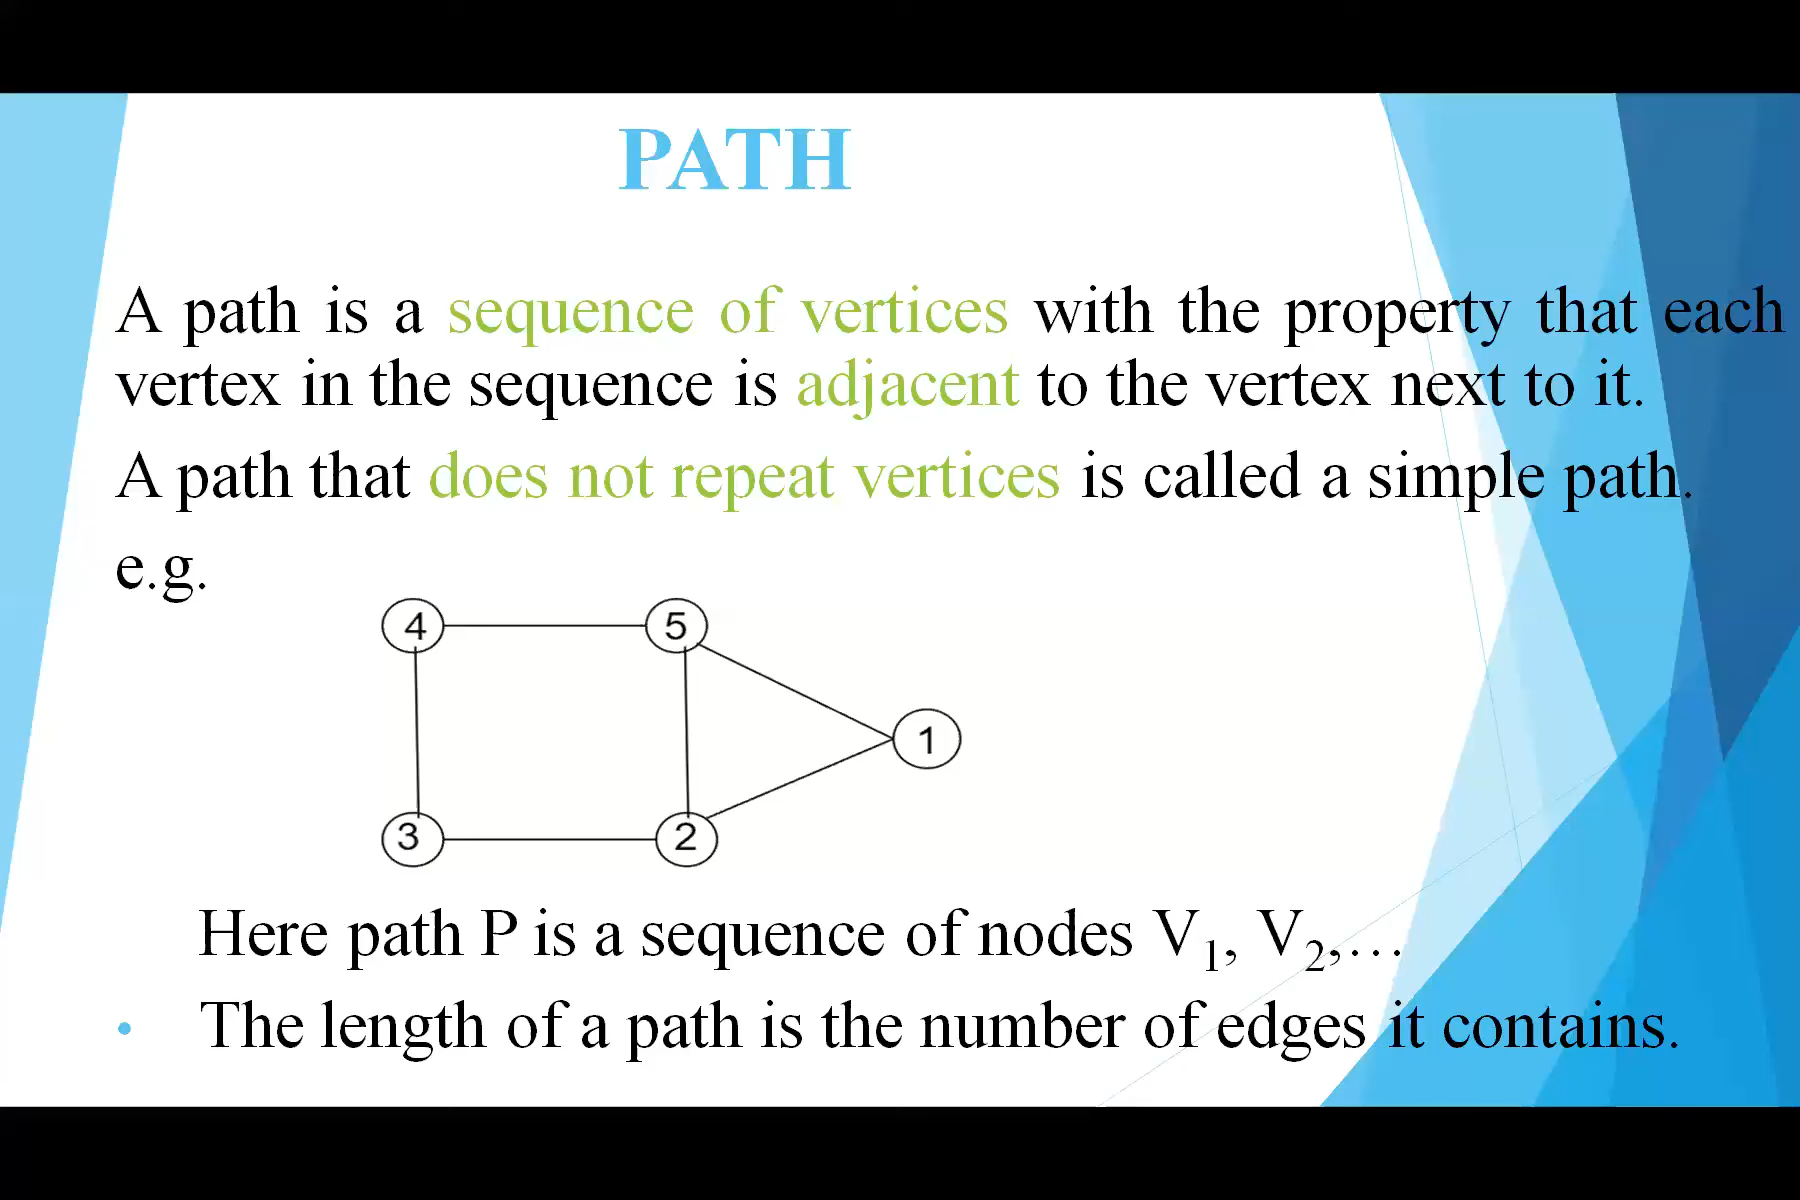 PATH
A path is a sequence of vertices with the property that each
vertex in the sequence is adjacent to the vertex next to it.
A path that does not repeat vertices is called a simple path.
e.g.
4 5
1
3 2
Here path P is a sequence of nodes V₁, V₂,…
• The length of a path is the number of edges it contains.